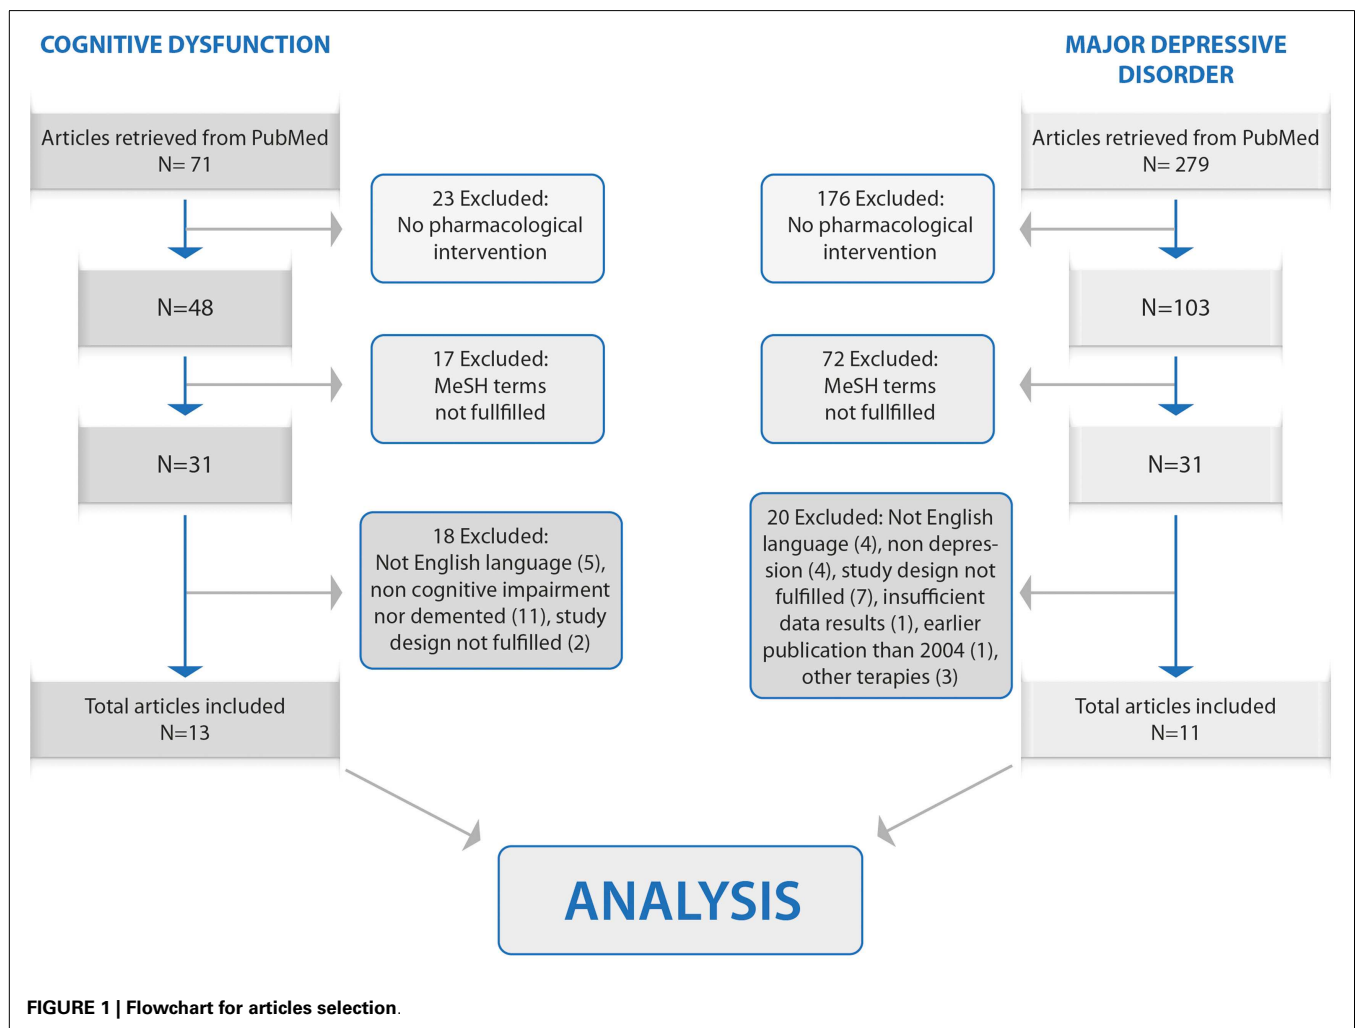 COGNITIVE DYSFUNCTION
Articles retrieved from PubMed
N= 71
23 Excluded:
No pharmacological
intervention
N=48
17 Excluded:
MeSH terms
not fullfilled
N=31
18 Excluded:
Not English language (5),
non cognitive impairment
nor demented (11), study
design not fulfilled (2)
Total articles included
N=13
MAJOR DEPRESSIVE
DISORDER
Articles retrieved from PubMed
N= 279
176 Excluded:
No pharmacological
intervention
N=103
72 Excluded:
MeSH terms
not fullfilled
N=31
20 Excluded: Not English
language (4), non depres-
sion (4), study design not
fulfilled (7), insufficient
data results (1), earlier
publication than 2004 (1),
other terapies (3)
Total articles included
N=11
ANALYSIS
FIGURE 1 | Flowchart for articles selection.